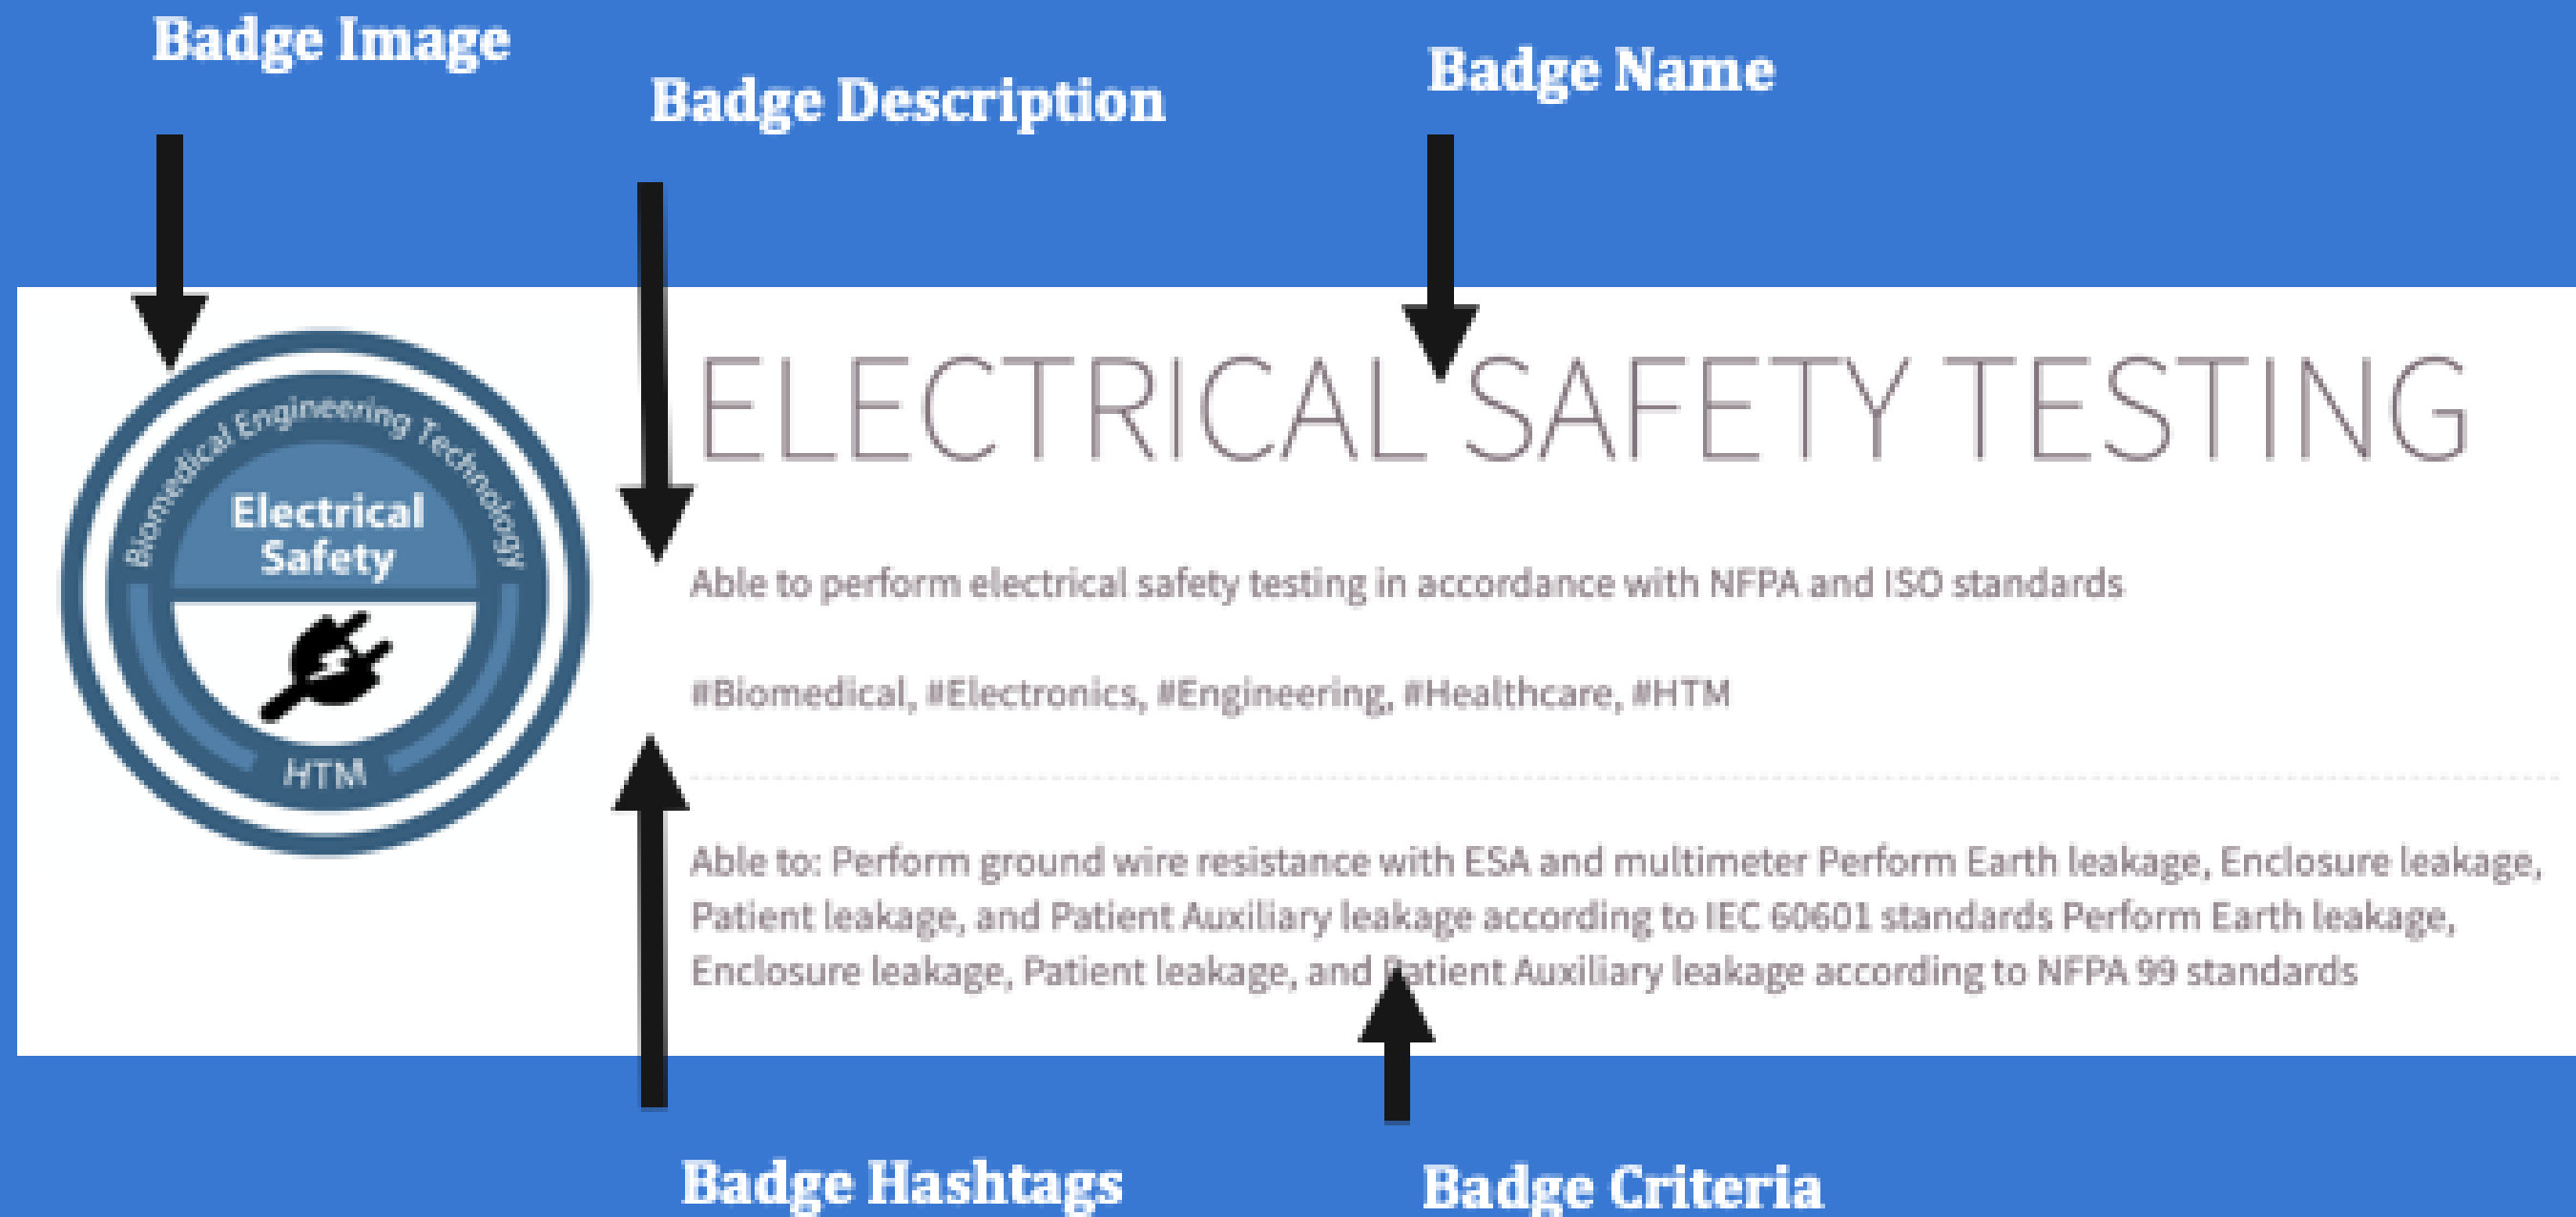 Badge Image
Badge Description
Badge Name
Biomedical Engineering Technology
Electrical
Safety
HTM
ELECTRICAL SAFETY TESTING
Able to perform electrical safety testing in accordance with NFPA and ISO standards
#Biomedical, #Electronics, #Engineering, #Healthcare, #HTM
Able to: Perform ground wire resistance with ESA and multimeter Perform Earth leakage, Enclosure leakage,
Patient leakage, and Patient Auxiliary leakage according to IEC 60601 standards Perform Earth leakage,
Enclosure leakage, Patient leakage, and Patient Auxiliary leakage according to NFPA 99 standards
Badge Hashtags
Badge Criteria